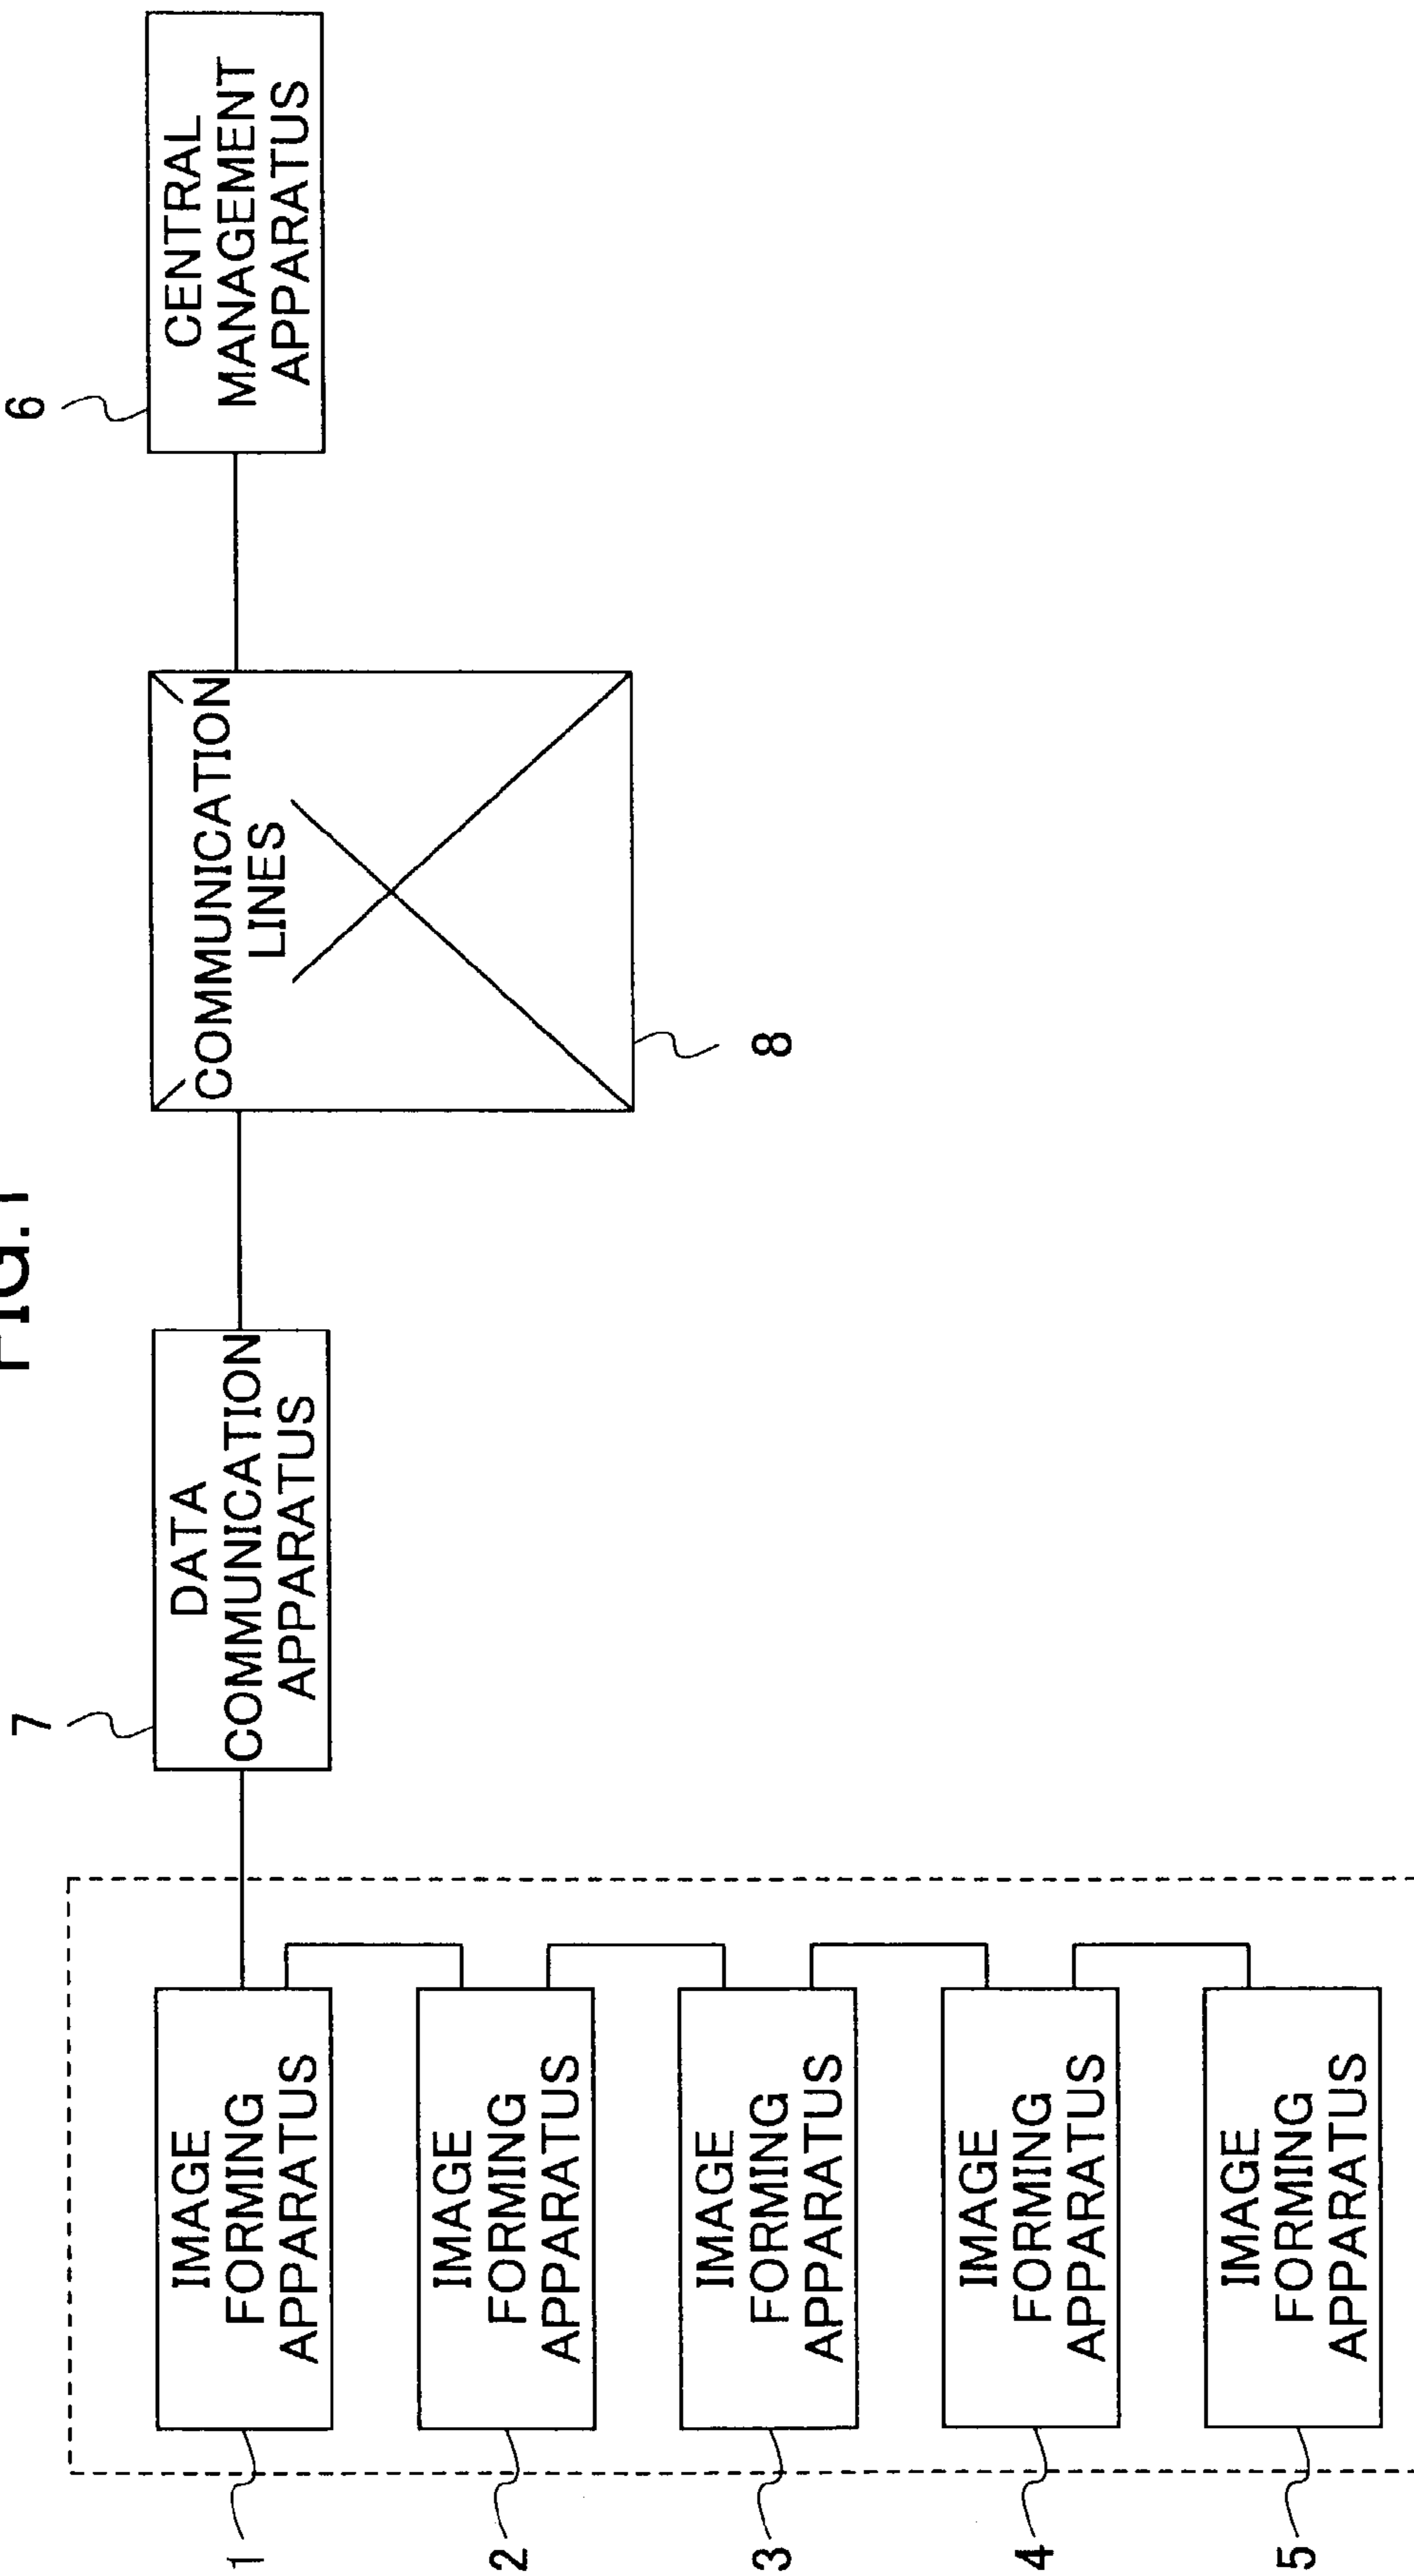 FIG.1
1
IMAGE
FORMING
APPARATUS
2
IMAGE
FORMING
APPARATUS
3
IMAGE
FORMING
APPARATUS
4
IMAGE
FORMING
APPARATUS
5
IMAGE
FORMING
APPARATUS
7
DATA
COMMUNICATION
APPARATUS
COMMUNICATION
LINES
8
6
CENTRAL
MANAGEMENT
APPARATUS